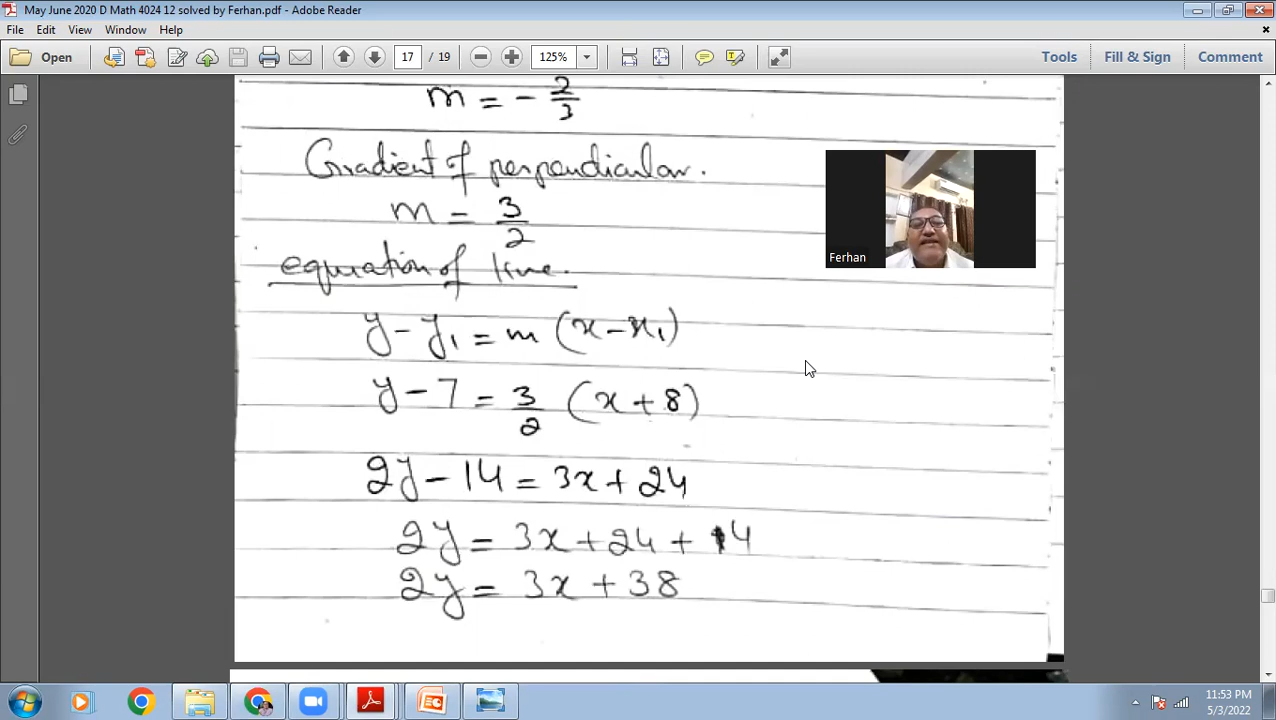 May June 2020 D Math 4024 12 solved by Ferhan.pdf - Adobe Reader
File Edit View Window Help
Open 17 / 19 125% Tools Fill & Sign Comment
m = - 2/3
Gradient of perpendicular.
m = 3/2
Ferhan
equation of line.
y - y₁ = m (x - x₁)
y - 7 = 3/2 (x + 8)
2y - 14 = 3x + 24
2y = 3x + 24 + 14
2y = 3x + 38
11:53 PM
5/3/2022